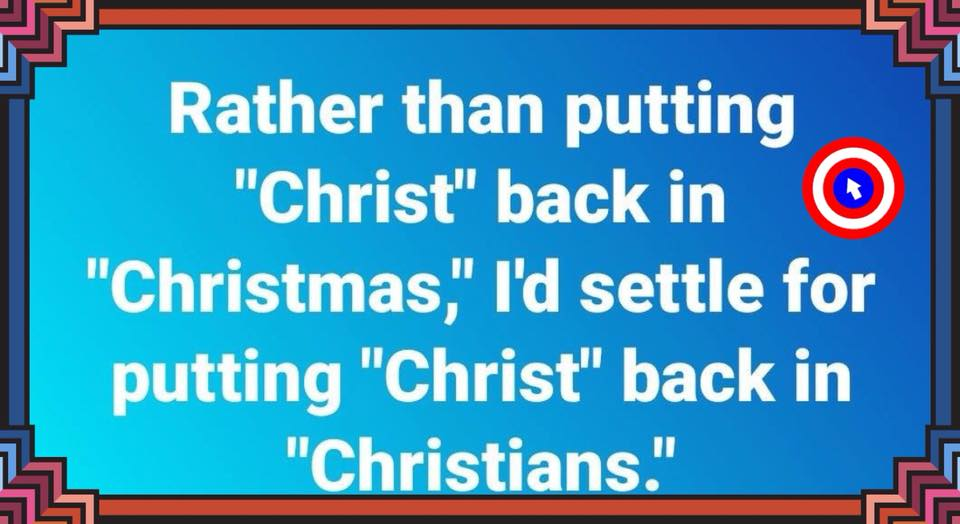 Rather than putting
"Christ" back in
"Christmas," I'd settle for
putting "Christ" back in
"Christians."